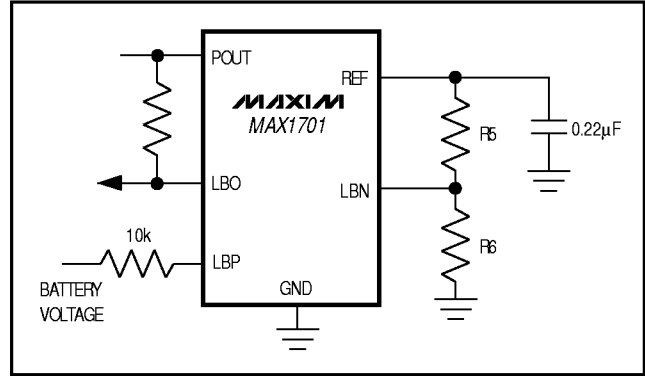 POUT
REF
MAXIM
MAX1701
R5
0.22µF
LBO
LBN
10k
LBP
R6
GND
BATTERY
VOLTAGE